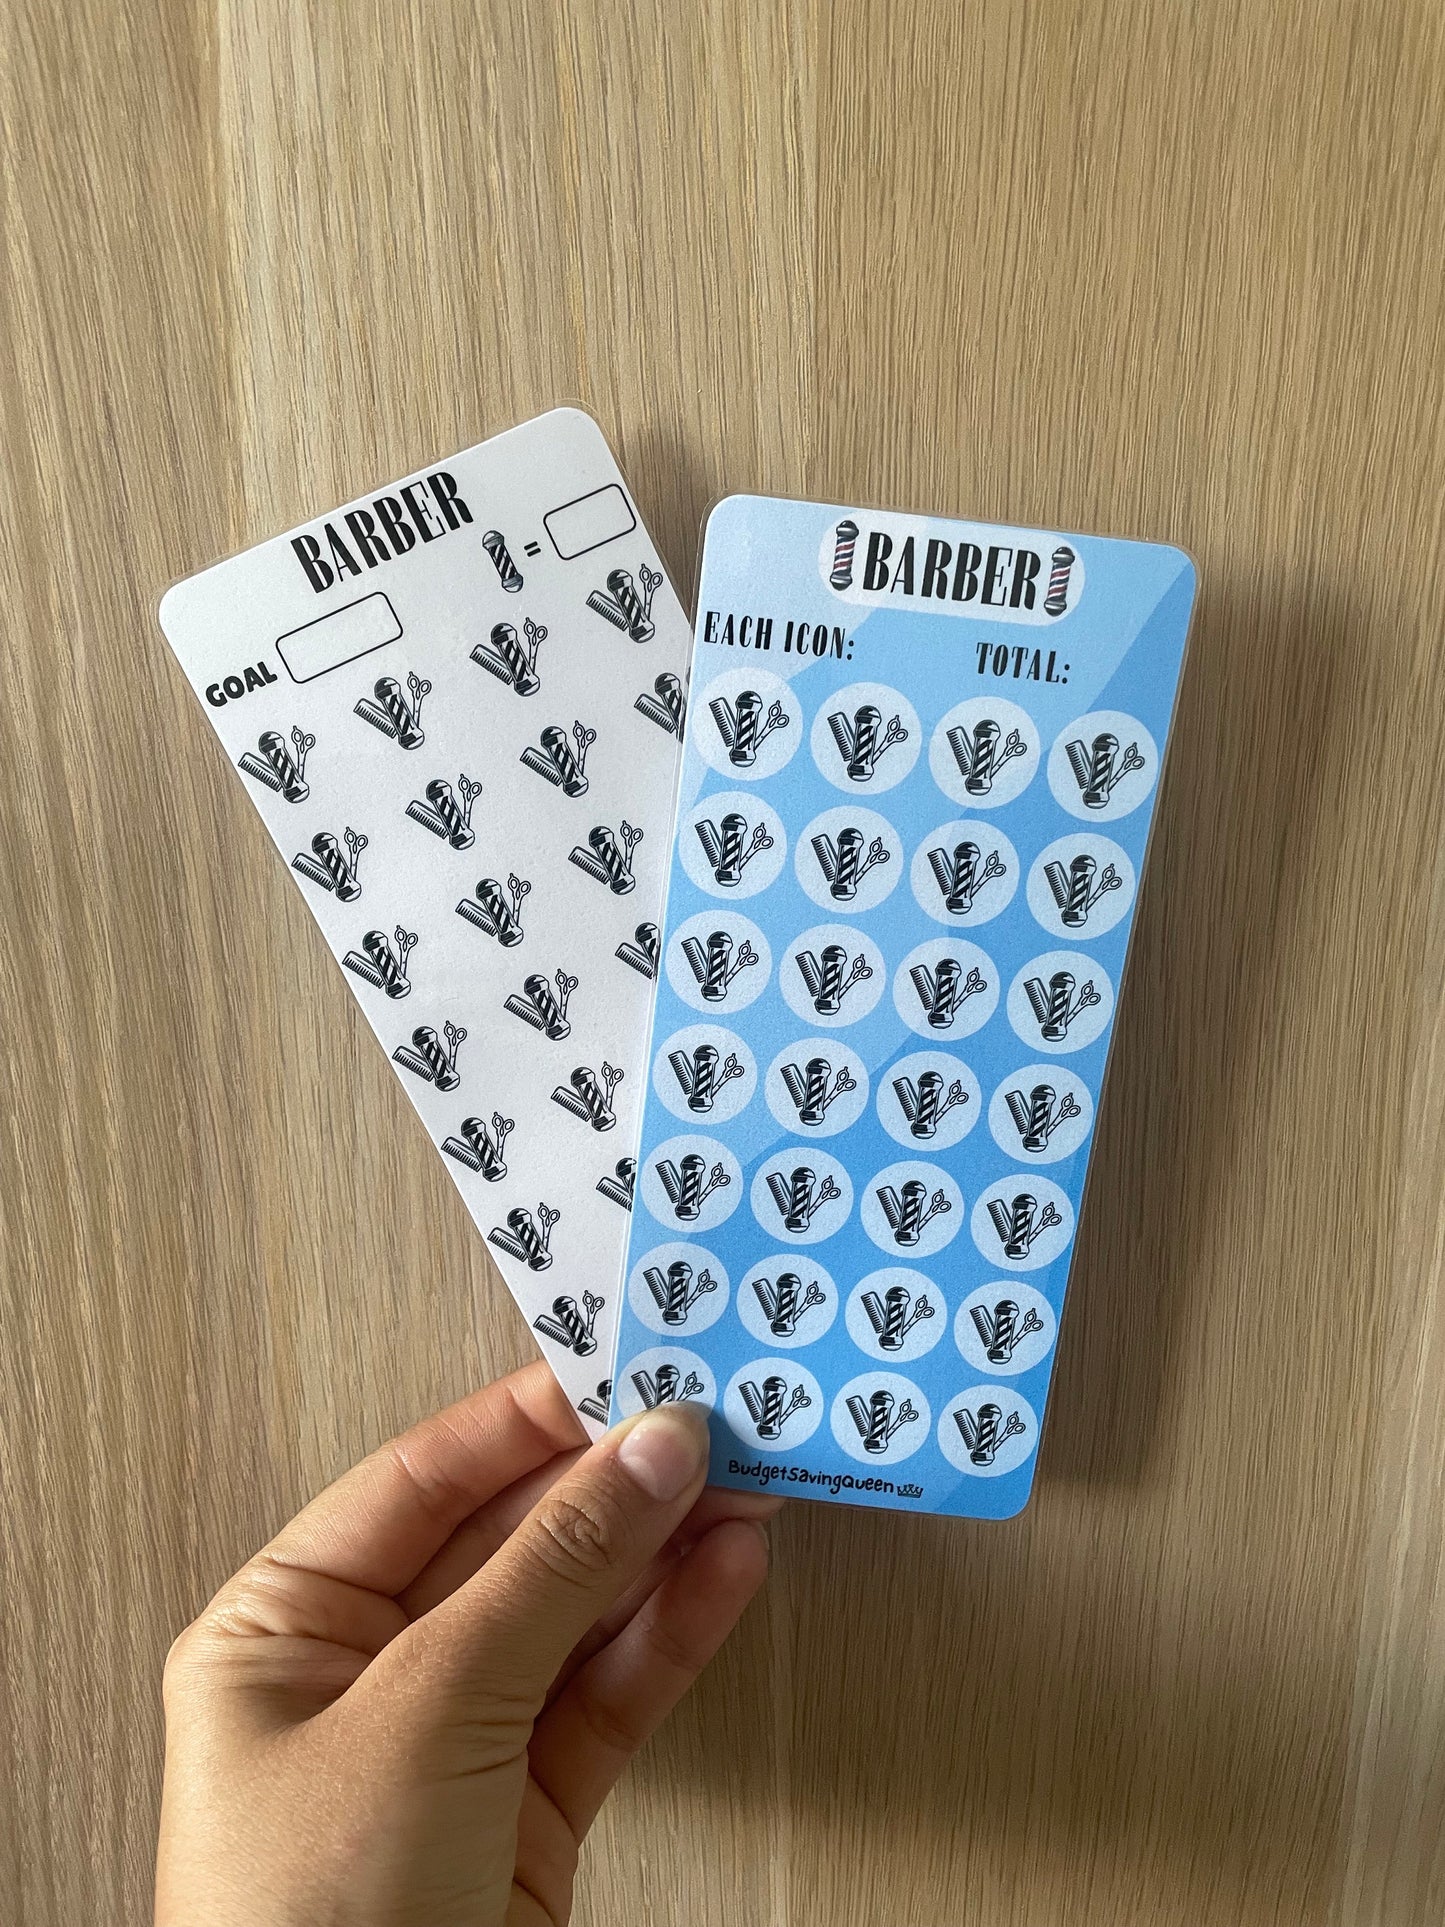 BARBER
=
GOAL
BARBER
EACH ICON: TOTAL:
BudgetSavingQueen